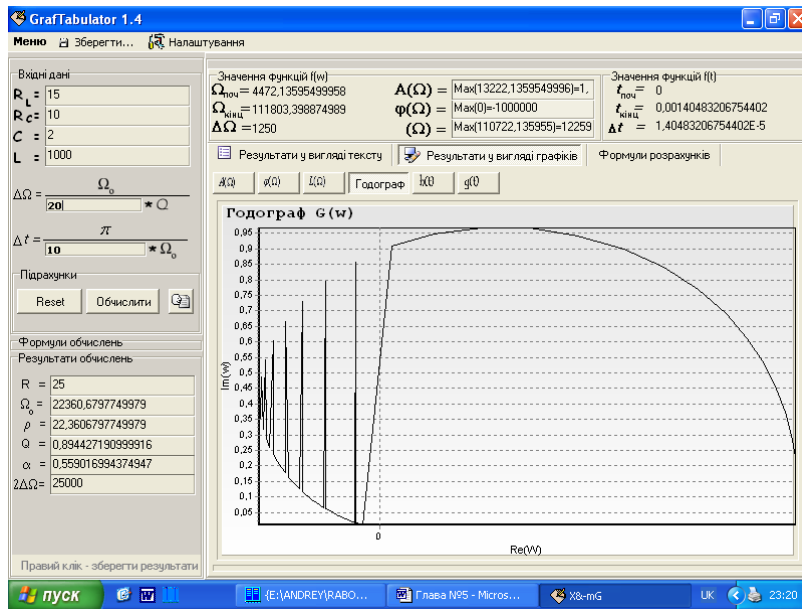 GrafTabulator 1.4
Меню Зберегти... Налаштування
Вхідні дані
R_L = 15
R_C = 10
C = 2
L = 1000
ΔΩ = Ω₀
20 * Q
Δt = π
10 * Ω₀
Підрахунки
Reset Обчислити
Формули обчислень
Результати обчислень
R = 25
Ω₀ = 22360,6797749979
ρ = 22,3606797749979
Q = 0,894427190999916
α = 0,559016994374947
2ΔΩ= 25000
Правий клік - зберегти результати
Значення функцій f(w)
Ω поч = 4472,13595499958
Ω кінц = 111803,398874989
ΔΩ = 1250
A(Ω) = Max(13222,1359549996)=1,
φ(Ω) = Max(0)=-1000000
(Ω) = Max(110722,135955)=12259
Значення функцій f(t)
t поч = 0
t кінц = 0,00140483206754402
Δt = 1,40483206754402E-5
Результати у вигляді тексту Результати у вигляді графіків Формули розрахунків
A(Ω) φ(Ω) L(Ω) Годограф h(t) g(t)
Годограф G(w)
0,95
0,9
0,85
0,8
0,75
0,7
0,65
0,6
0,55
0,5
0,45
0,4
0,35
0,3
0,25
0,2
0,15
0,1
0,05
Im(w)
0
Re(W)
пуск {E:\ANDREY\RABO... Глава №5 - Micros... X&-mG UK 23:20